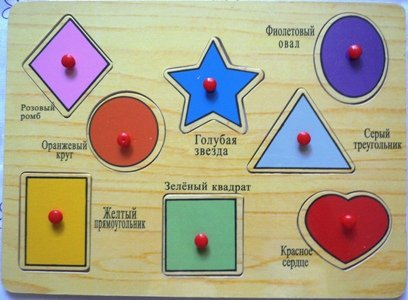 Фиолетовый
овал
Розовый
ромб
Оранжевый
круг
Голубая
звезда
Серый
треугольник
Зелёный квадрат
Желтый
прямоугольник
Красное
сердце